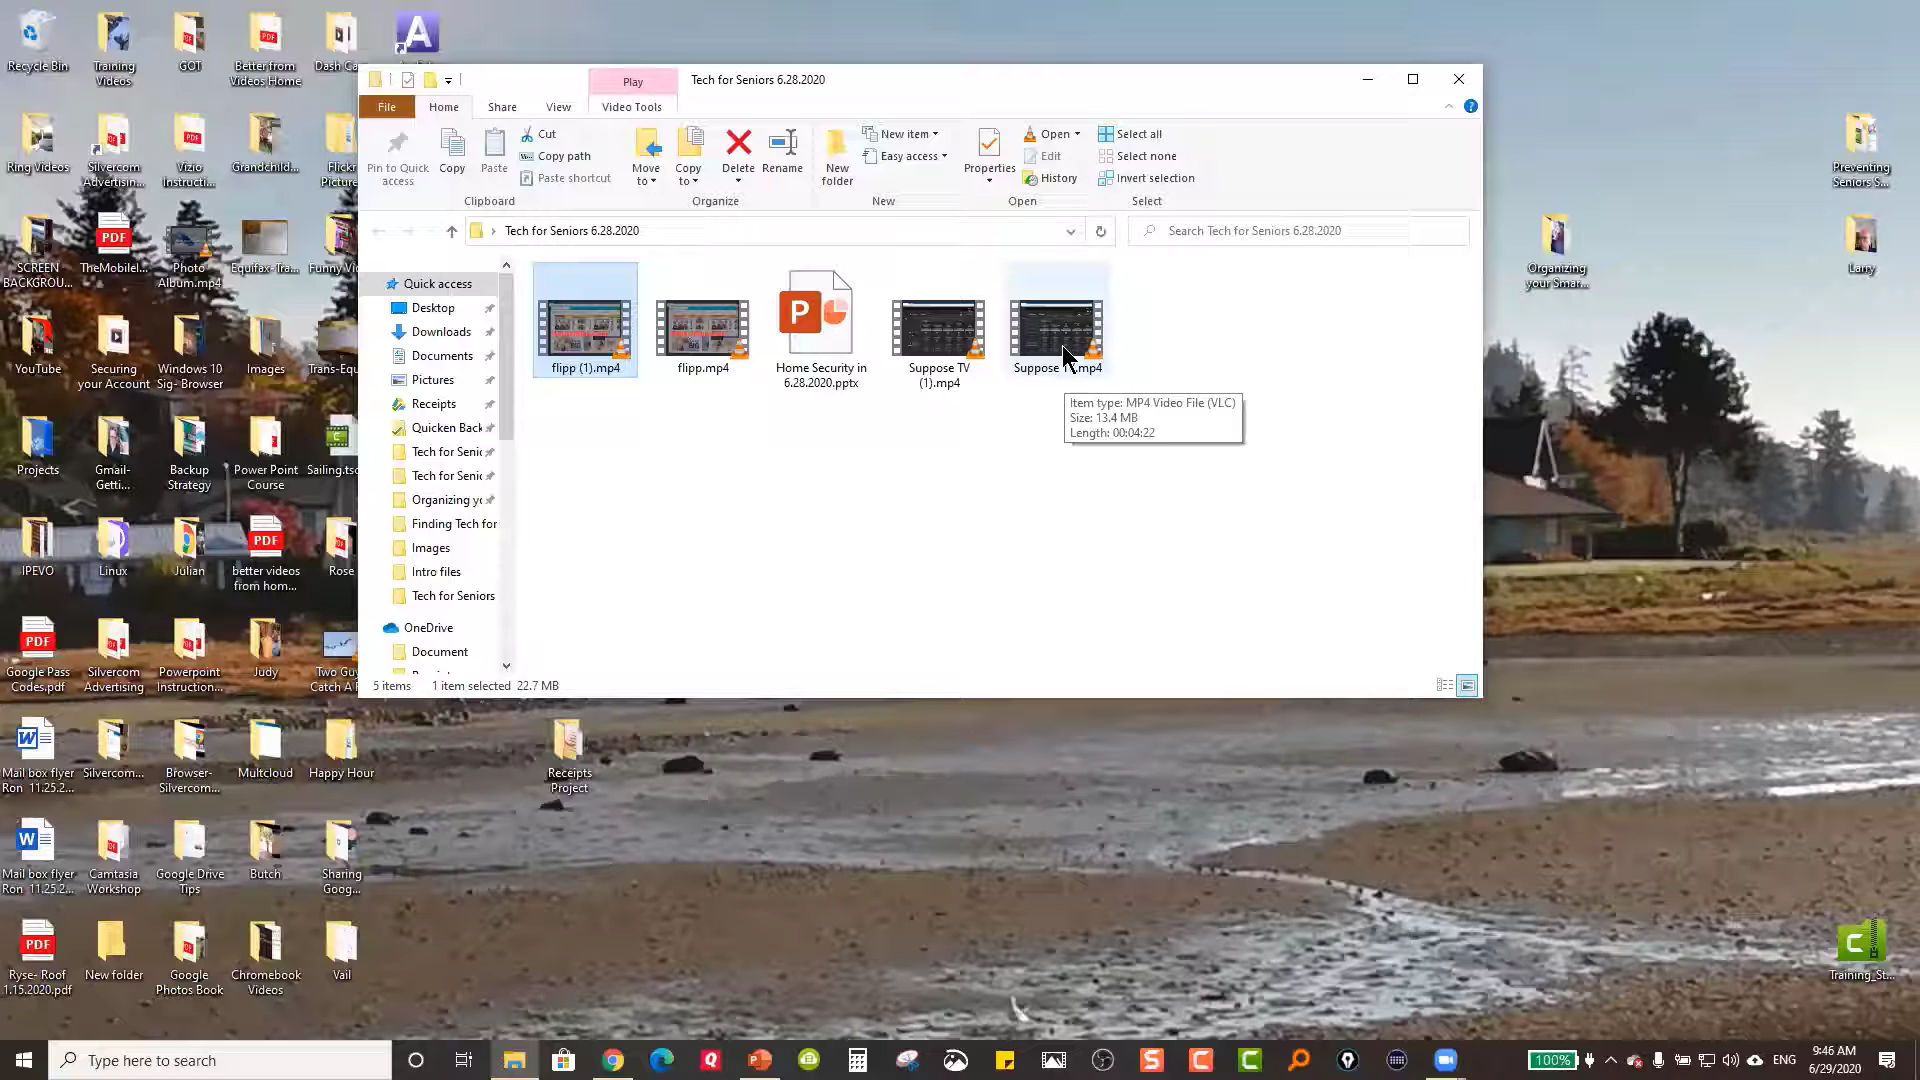 Recycle Bin
Training
Videos
GOT
Better from
Videos Home
Dash Ca
A
Ring Videos
Silvercom
Advertisin...
Vizio
Instructi...
Grandchild...
Flickr
Picture
SCREEN
BACKGROU...
PDF
TheMobileI...
Photo
Album.mp4
Equifax-Tra...
Funny Vi
YouTube
Securing
your Account
Windows 10
Sig- Browser
Images
Trans-Equ
Projects
Gmail-
Getti...
Backup
Strategy
Power Point
Course
Sailing.tsc
IPEVO
Linux
Julian
PDF
better videos
from hom...
Rose
PDF
Google Pass
Codes.pdf
Silvercom
Advertising
Powerpoint
Instruction...
Judy
Two Guy
Catch A F
Mail box flyer
Ron 11.25.2...
Silvercom...
Browser-
Silvercom...
Multcloud
Happy Hour
Receipts
Project
Mail box flyer
Ron 11.25.2...
Camtasia
Workshop
Google Drive
Tips
Butch
Sharing
Goog...
PDF
Ryse- Roof
1.15.2020.pdf
New folder
Google
Photos Book
Chromebook
Videos
Vail
Preventing
Seniors S...
Organizing
your Smar...
Larry
Training_St...
Play
Tech for Seniors 6.28.2020
File
Home
Share
View
Video Tools
Pin to Quick
access
Copy
Paste
Cut
Copy path
Paste shortcut
Clipboard
Move
to
Copy
to
Delete
Rename
Organize
New
folder
New item
Easy access
New
Properties
Open
Edit
History
Open
Select all
Select none
Invert selection
Select
Tech for Seniors 6.28.2020
Search Tech for Seniors 6.28.2020
Quick access
Desktop
Downloads
Documents
Pictures
Receipts
Quicken Back
Tech for Senic
Tech for Senic
Organizing yo
Finding Tech for
Images
Intro files
Tech for Seniors
OneDrive
Document
flipp (1).mp4
flipp.mp4
P
Home Security in
6.28.2020.pptx
Suppose TV
(1).mp4
Suppose .mp4
Item type: MP4 Video File (VLC)
Size: 13.4 MB
Length: 00:04:22
5 items 1 item selected 22.7 MB
Type here to search
100%
ENG
9:46 AM
6/29/2020